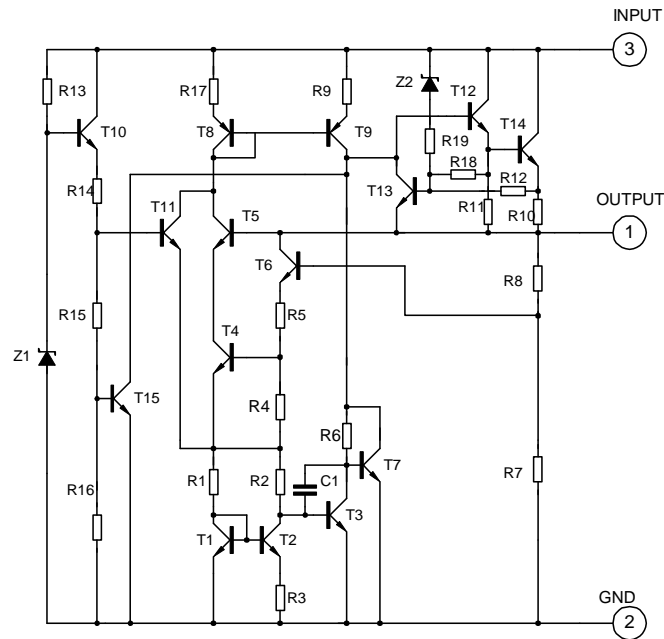 INPUT
3
R13
R17
R9
Z2
T12
T10
T8
T9
T14
R19
R18
R14
T13
R12
T11
R11
R10
OUTPUT
T5
1
T6
R8
R15
R5
Z1
T4
T15
R4
R6
T7
R7
R16
R1
R2
C1
T3
T1
T2
R3
GND
2